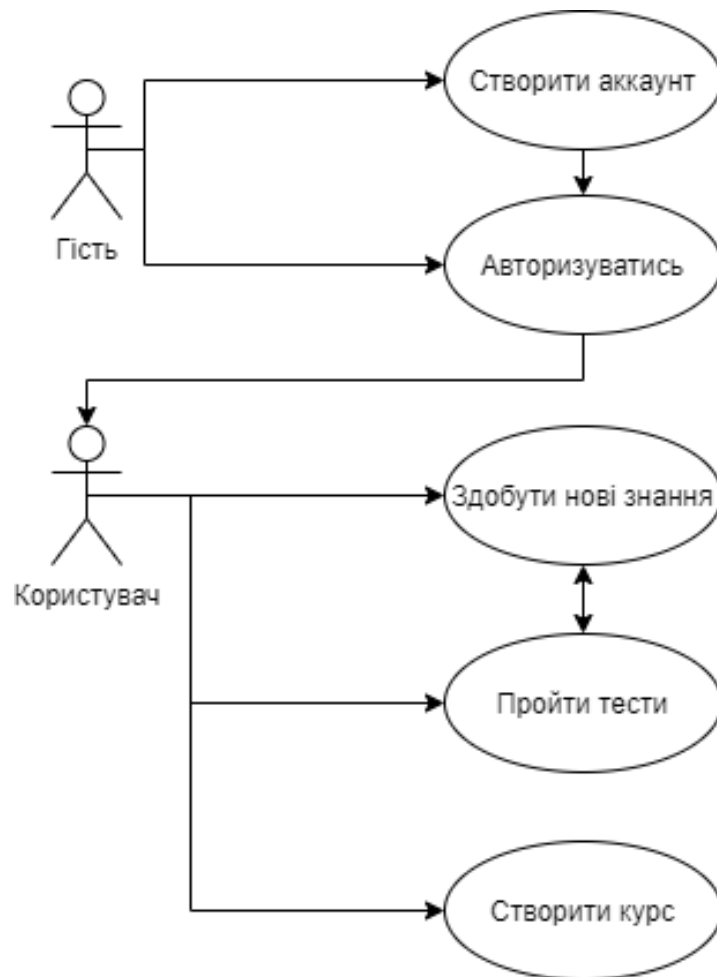 Створити аккаунт
Гість
Авторизуватись
Здобути нові знання
Користувач
Пройти тести
Створити курс